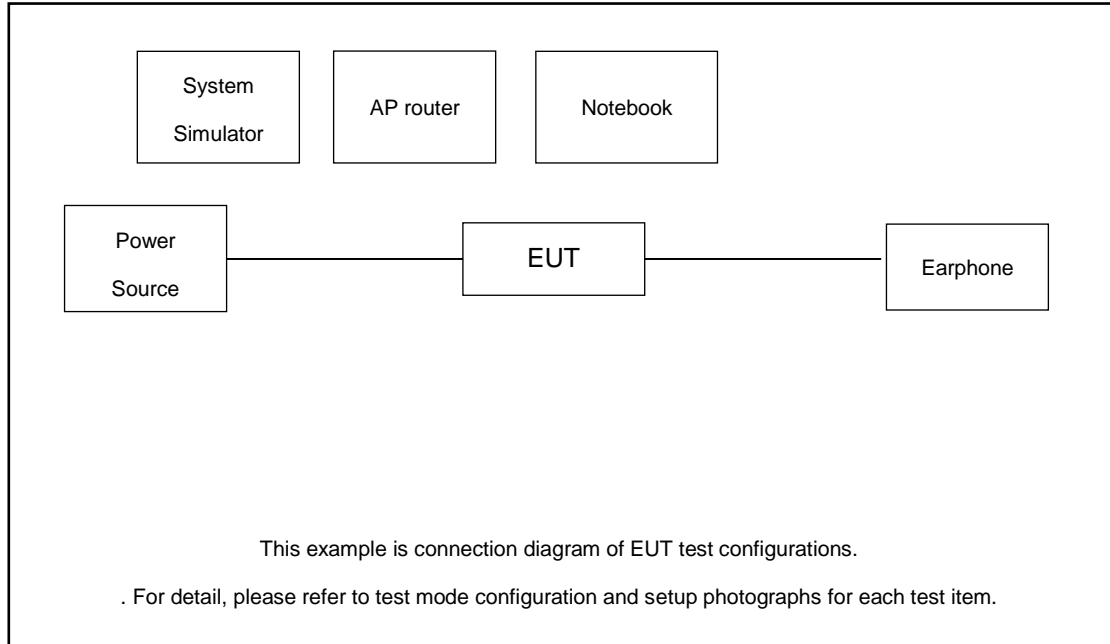 System
Simulator
AP router
Notebook
Power
Source
EUT
Earphone
This example is connection diagram of EUT test configurations.
. For detail, please refer to test mode configuration and setup photographs for each test item.